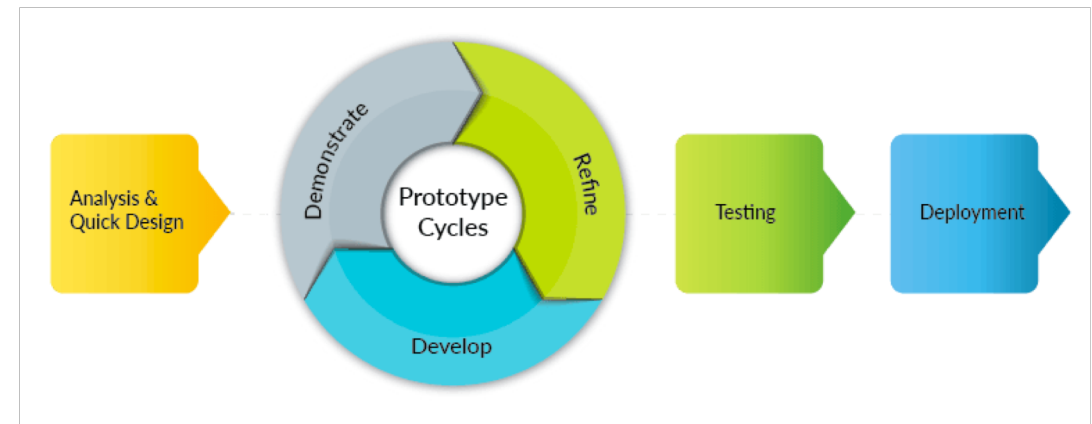 Analysis &
Quick Design
Demonstrate
Refine
Develop
Prototype
Cycles
Testing
Deployment